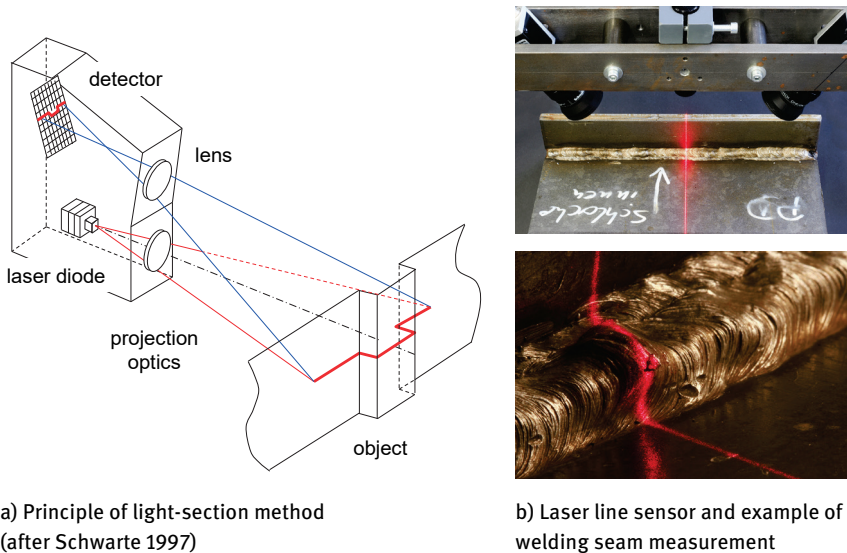 detector
lens
laser diode
projection
optics
object
a) Principle of light-section method
(after Schwarte 1997)
b) Laser line sensor and example of
welding seam measurement